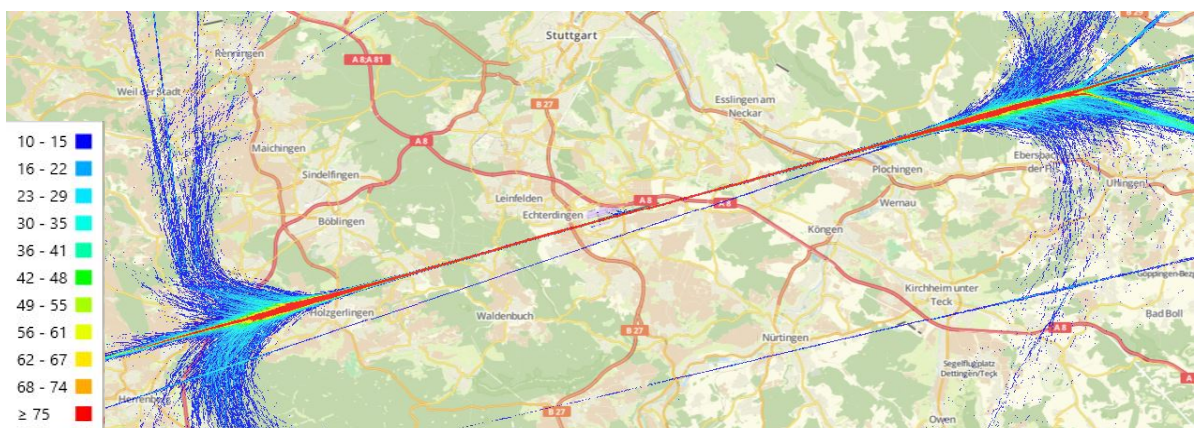 Stuttgart
Renningen
A 8;A 81
Weil der Stadt
B 27
Esslingen am
Neckar
10 - 15
16 - 22
23 - 29
30 - 35
36 - 41
42 - 48
49 - 55
56 - 61
62 - 67
68 - 74
≥ 75
Maichingen
A 8
Sindelfingen
Plochingen
Ebersbach
der Fils
Uhingen
Leinfelden
Echterdingen
A 8
A 8
Wernau
Böblingen
Köngen
Göppingen-Bezg
Kirchheim unter
Teck
Holzgerlingen
Waldenbuch
Bad Boll
B 27
Nürtingen
A 8
Segelflugplatz
Dettingen/Teck
A
Herrenberg
B 27
Owen